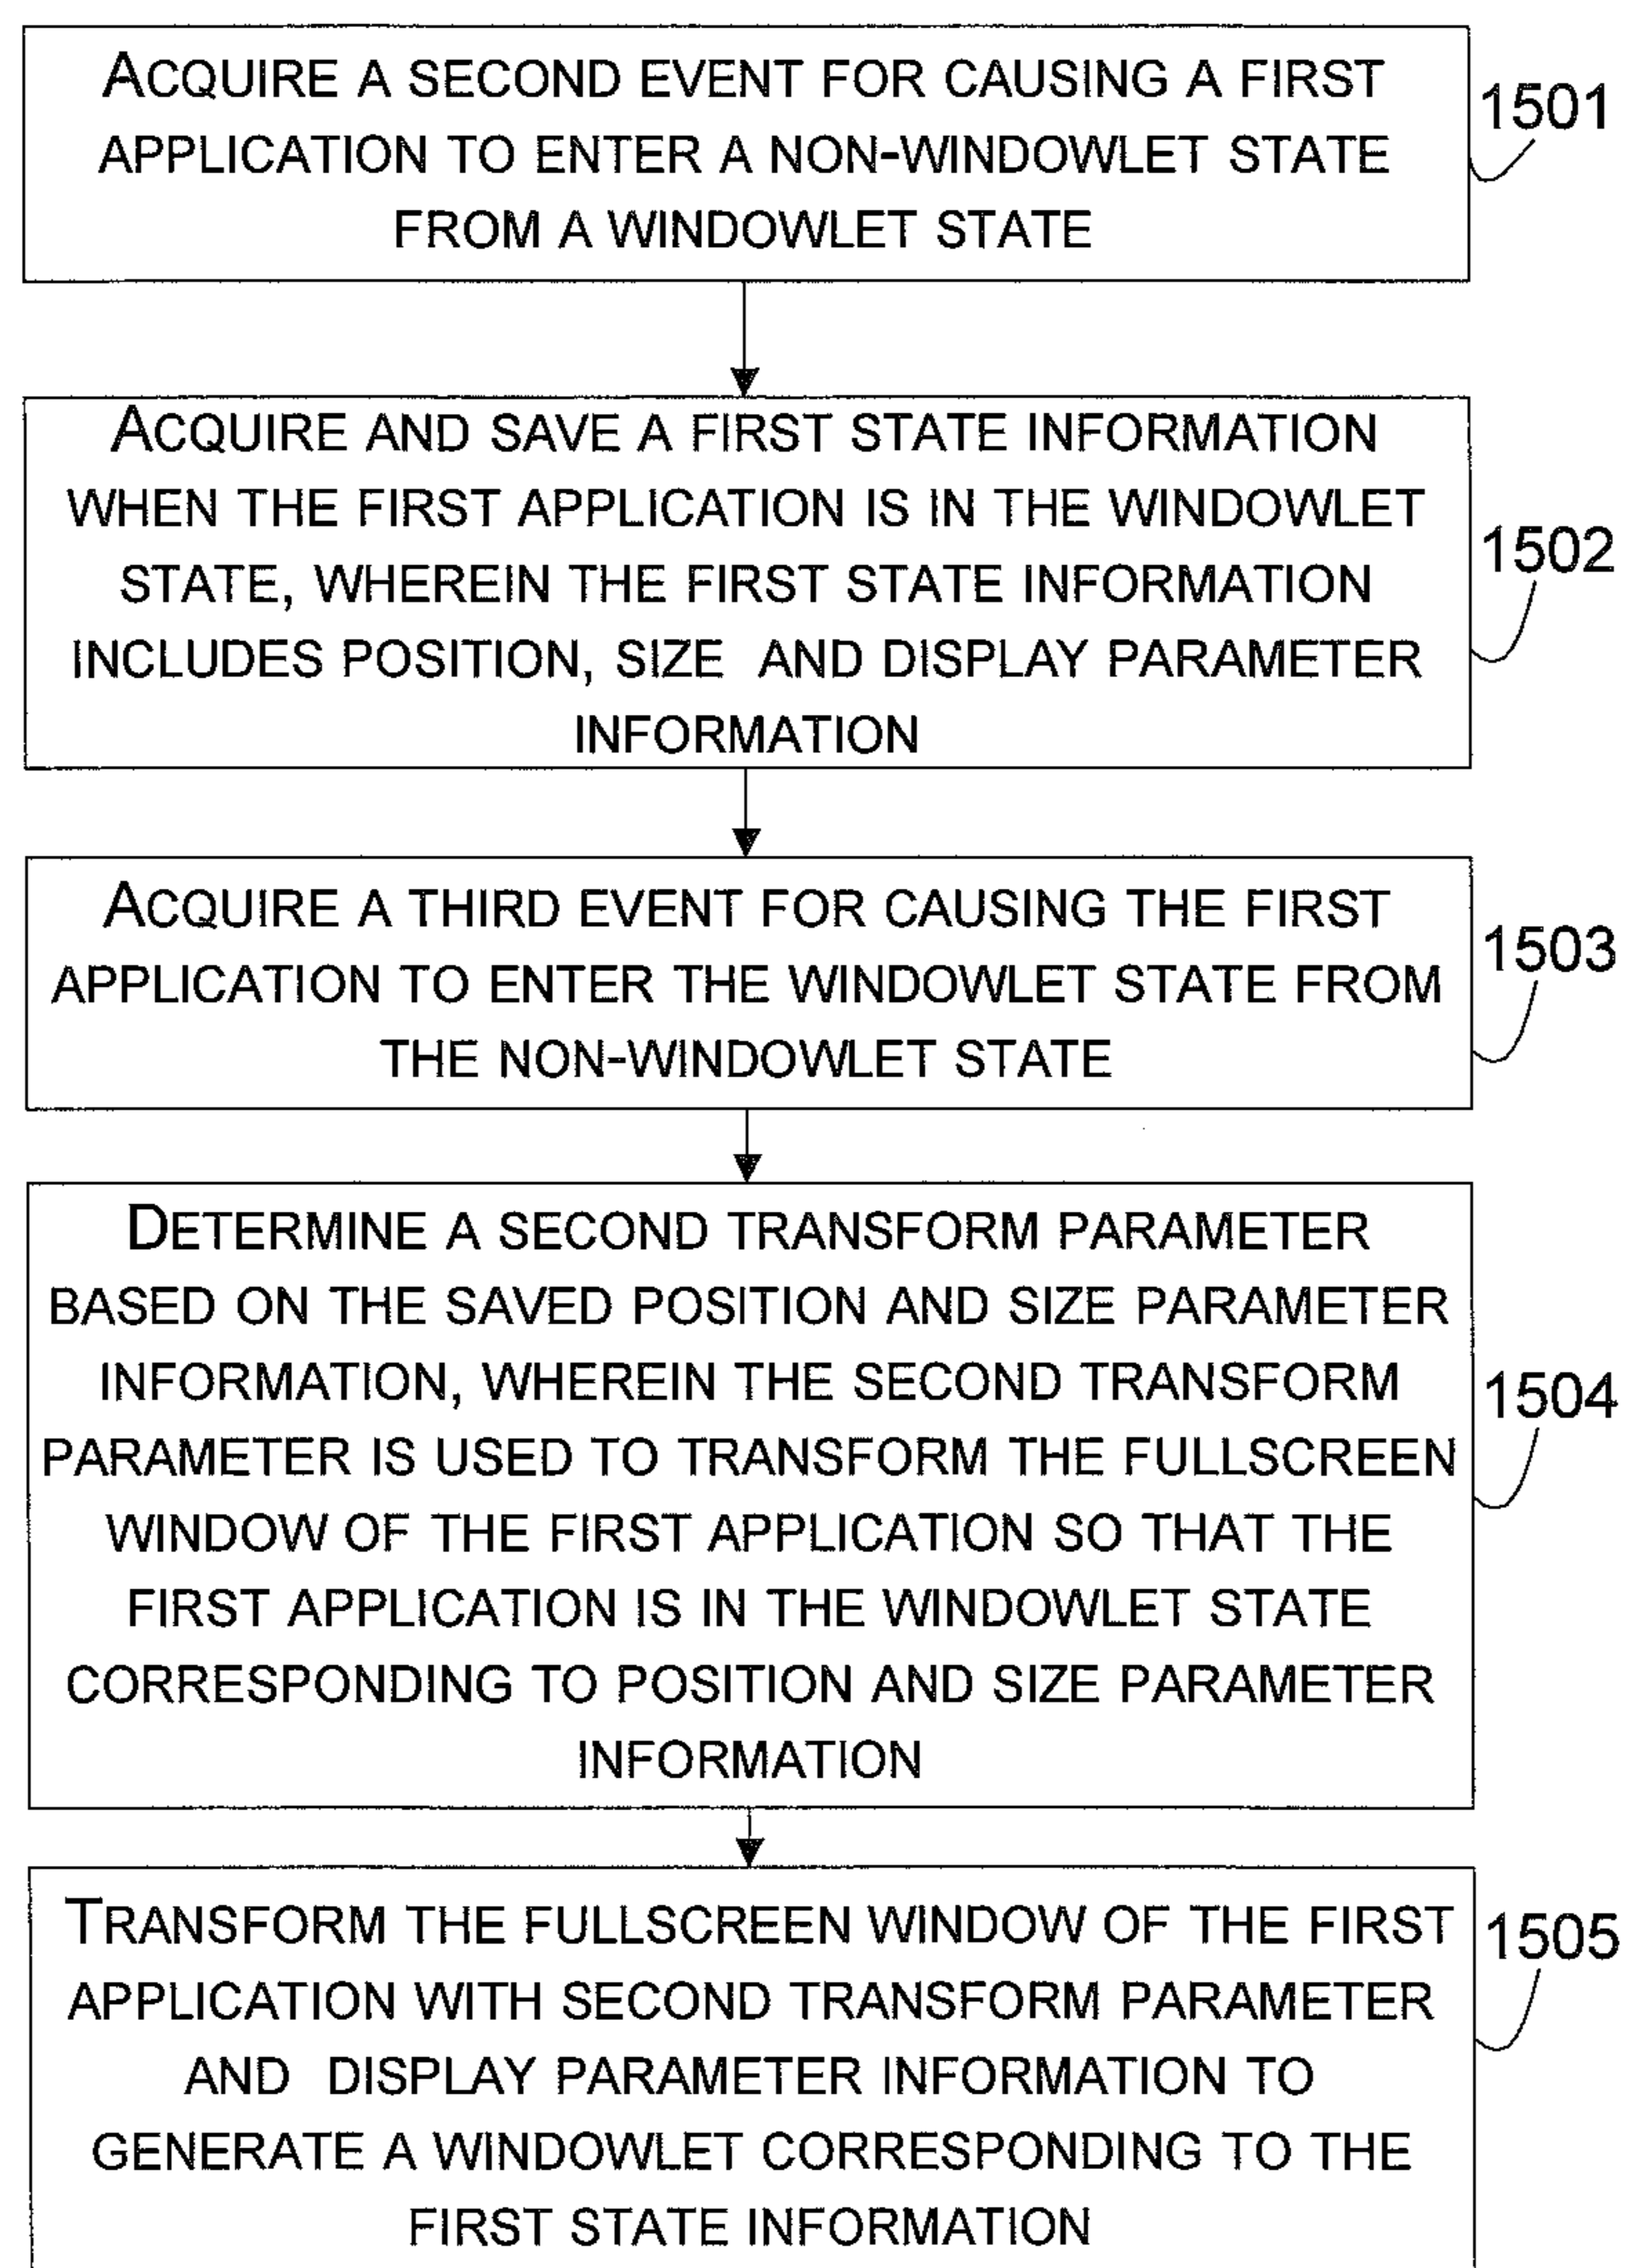 ACQUIRE A SECOND EVENT FOR CAUSING A FIRST
APPLICATION TO ENTER A NON-WINDOWLET STATE
FROM A WINDOWLET STATE
1501
ACQUIRE AND SAVE A FIRST STATE INFORMATION
WHEN THE FIRST APPLICATION IS IN THE WINDOWLET
STATE, WHEREIN THE FIRST STATE INFORMATION
INCLUDES POSITION, SIZE AND DISPLAY PARAMETER
INFORMATION
1502
ACQUIRE A THIRD EVENT FOR CAUSING THE FIRST
APPLICATION TO ENTER THE WINDOWLET STATE FROM
THE NON-WINDOWLET STATE
1503
DETERMINE A SECOND TRANSFORM PARAMETER
BASED ON THE SAVED POSITION AND SIZE PARAMETER
INFORMATION, WHEREIN THE SECOND TRANSFORM
PARAMETER IS USED TO TRANSFORM THE FULLSCREEN
WINDOW OF THE FIRST APPLICATION SO THAT THE
FIRST APPLICATION IS IN THE WINDOWLET STATE
CORRESPONDING TO POSITION AND SIZE PARAMETER
INFORMATION
1504
TRANSFORM THE FULLSCREEN WINDOW OF THE FIRST
APPLICATION WITH SECOND TRANSFORM PARAMETER
AND DISPLAY PARAMETER INFORMATION TO
GENERATE A WINDOWLET CORRESPONDING TO THE
FIRST STATE INFORMATION
1505